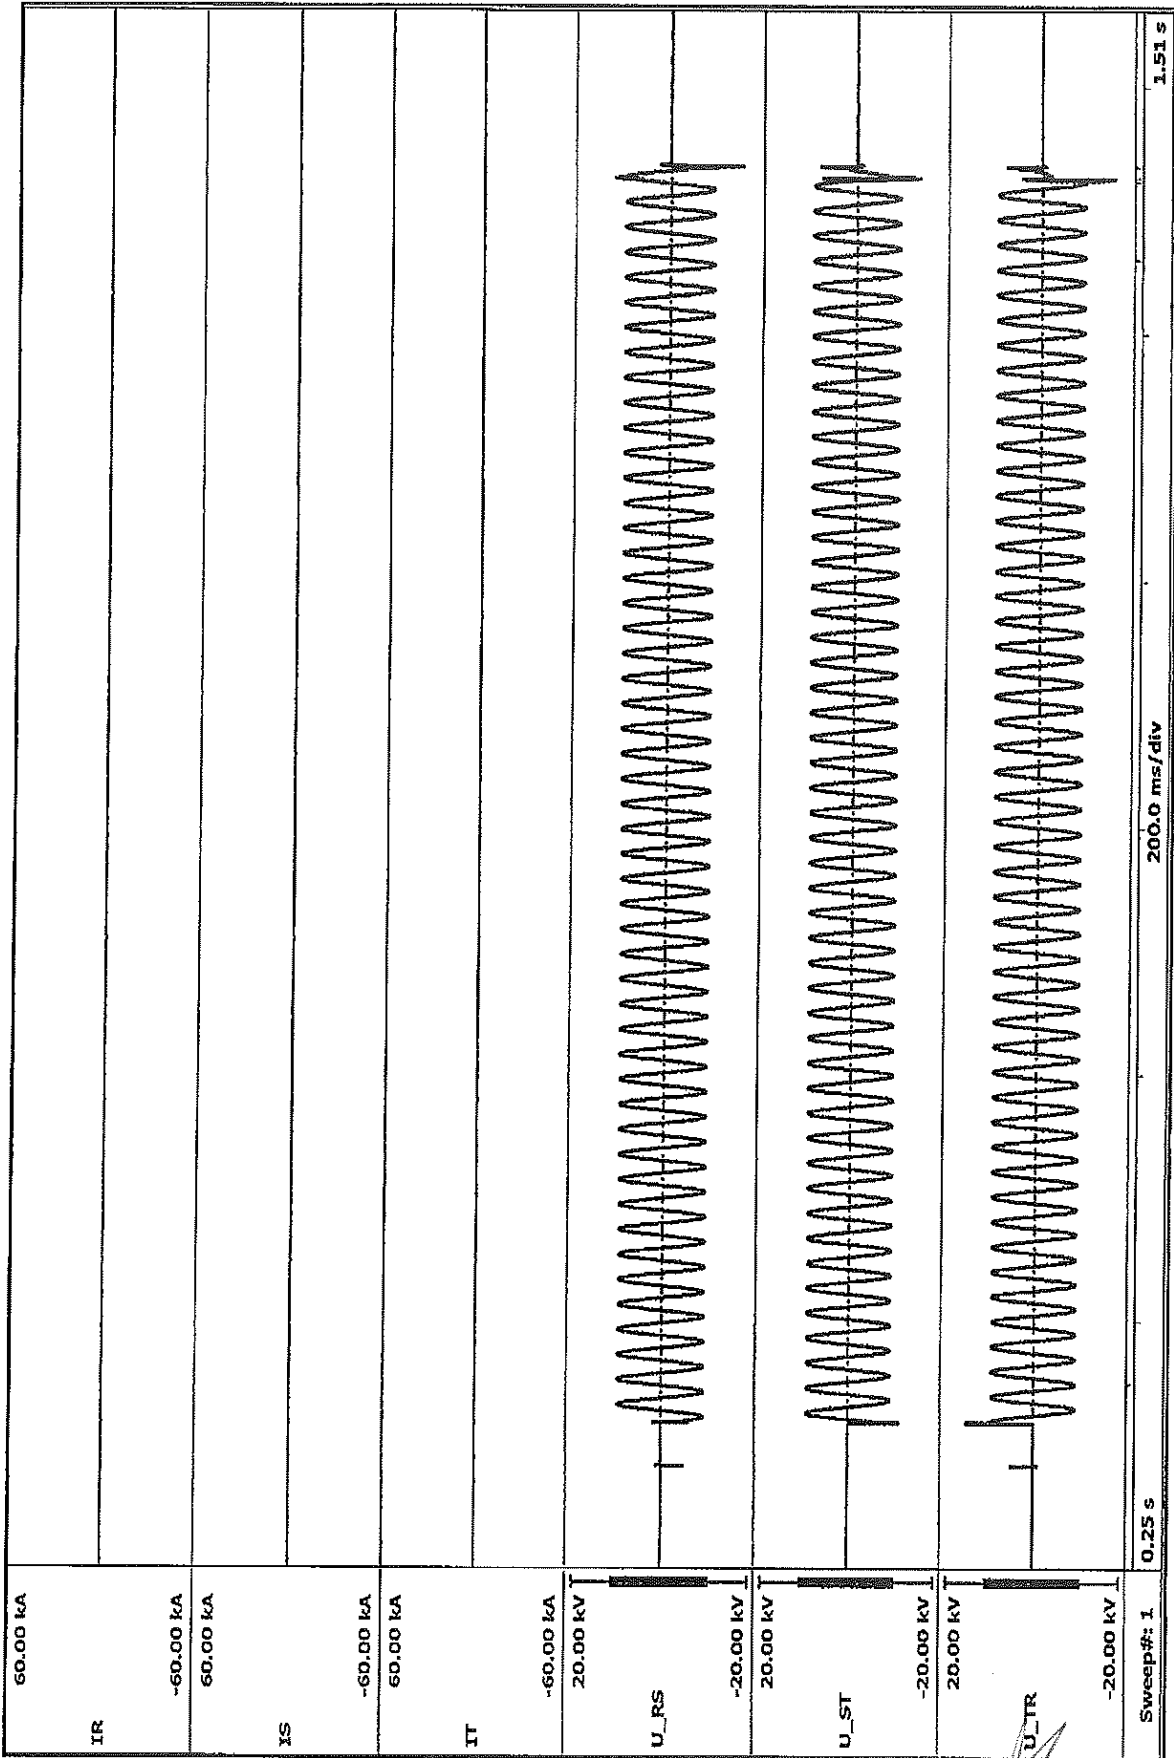 60.00 kA
IR
-60.00 kA
60.00 kA
IS
-60.00 kA
60.00 kA
IT
-60.00 kA
20.00 kV
U_RS
-20.00 kV
20.00 kV
U_ST
-20.00 kV
20.00 kV
U_TR
-20.00 kV
Sweep#: 1
0.25 s
200.0 ms/div
1.51 s